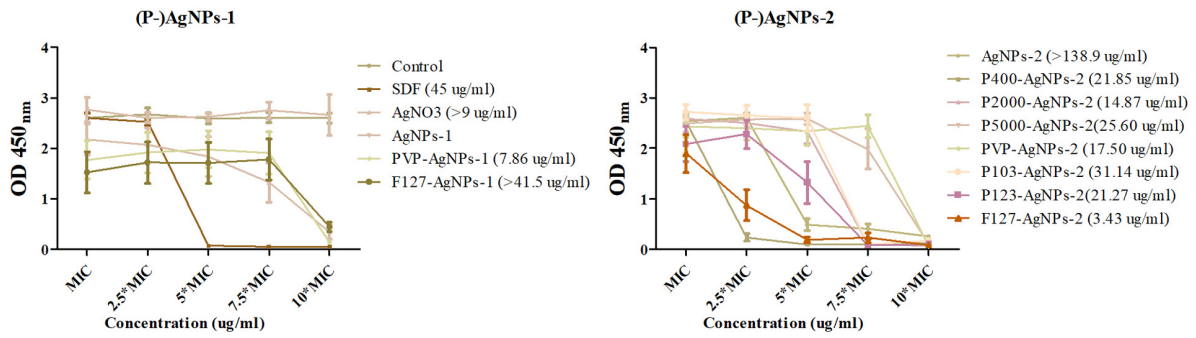 (P-)AgNPs-1
OD 450 nm
4
3
2
1
0
MIC
2.5*MIC
5*MIC
7.5*MIC
10*MIC
Concentration (ug/ml)
Control
SDF (45 ug/ml)
AgNO3 (>9 ug/ml)
AgNPs-1
PVP-AgNPs-1 (7.86 ug/ml)
F127-AgNPs-1 (>41.5 ug/ml)
(P-)AgNPs-2
OD 450 nm
4
3
2
1
0
MIC
2.5*MIC
5*MIC
7.5*MIC
10*MIC
Concentration (ug/ml)
AgNPs-2 (>138.9 ug/ml)
P400-AgNPs-2 (21.85 ug/ml)
P2000-AgNPs-2 (14.87 ug/ml)
P5000-AgNPs-2(25.60 ug/ml)
PVP-AgNPs-2 (17.50 ug/ml)
P103-AgNPs-2 (31.14 ug/ml)
P123-AgNPs-2(21.27 ug/ml)
F127-AgNPs-2 (3.43 ug/ml)